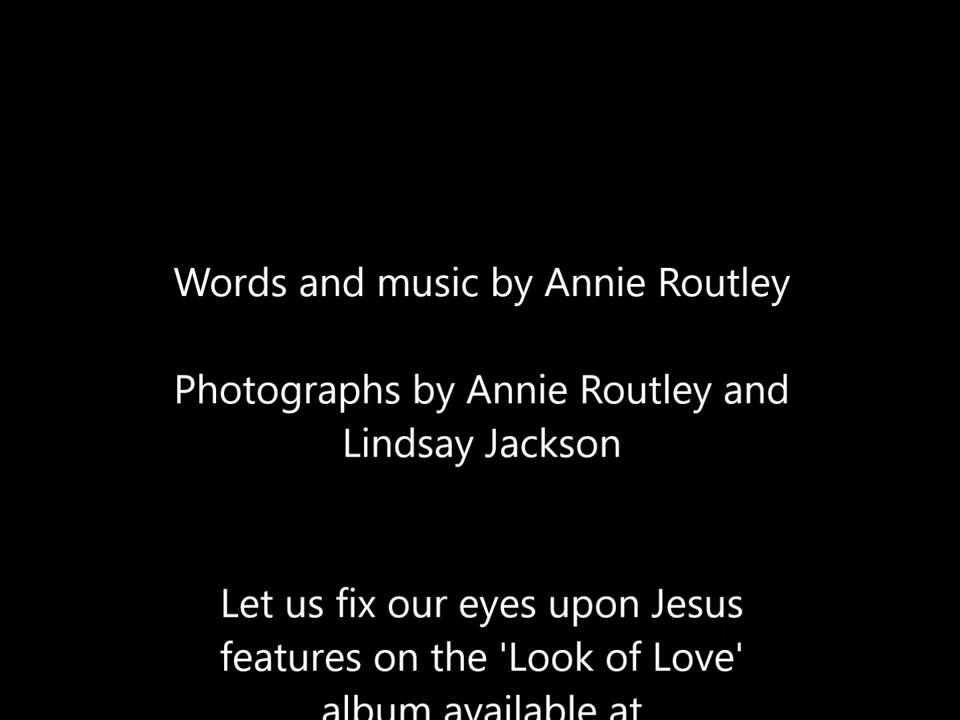 Words and music by Annie Routley
Photographs by Annie Routley and
Lindsay Jackson
Let us fix our eyes upon Jesus
features on the 'Look of Love'
album available at